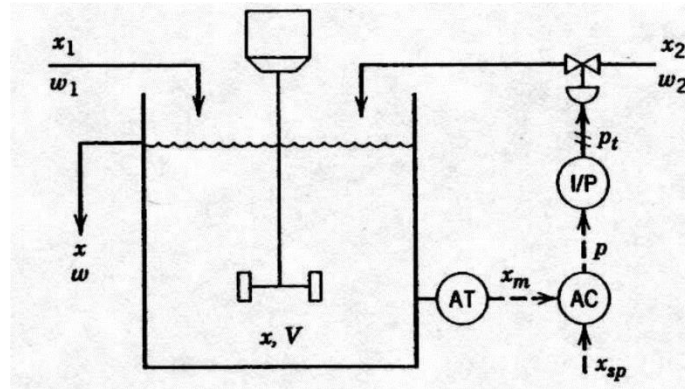 x₁
w₁
x₂
w₂
pₜ
I/P
x
w
p
AT
xₘ
AC
x, V
xₛₚ